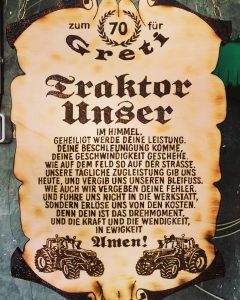 zum 70 für
Greti
Traktor
Unser
IM HIMMEL,
GEHEILIGT WERDE DEINE LEISTUNG.
DEINE BESCHLEUNIGUNG KOMME,
DEINE GESCHWINDIGKEIT GESCHEHE.
WIE AUF DEM FELD SO AUF DER STRASSE.
UNSERE TÄGLICHE ZUGLEISTUNG GIB UNS
HEUTE, UND VERGIB UNS UNSEREN BLEIFUSS.
WIE AUCH WIR VERGEBEN DEINE FEHLER.
UND FÜHRE UNS NICHT IN DIE WERKSTATT,
SONDERN ERLÖSE UNS VON DEN KOSTEN.
DENN DEIN IST DAS DREHMOMENT,
UND DIE KRAFT UND DIE WENDIGKEIT,
IN EWIGKEIT
Amen!